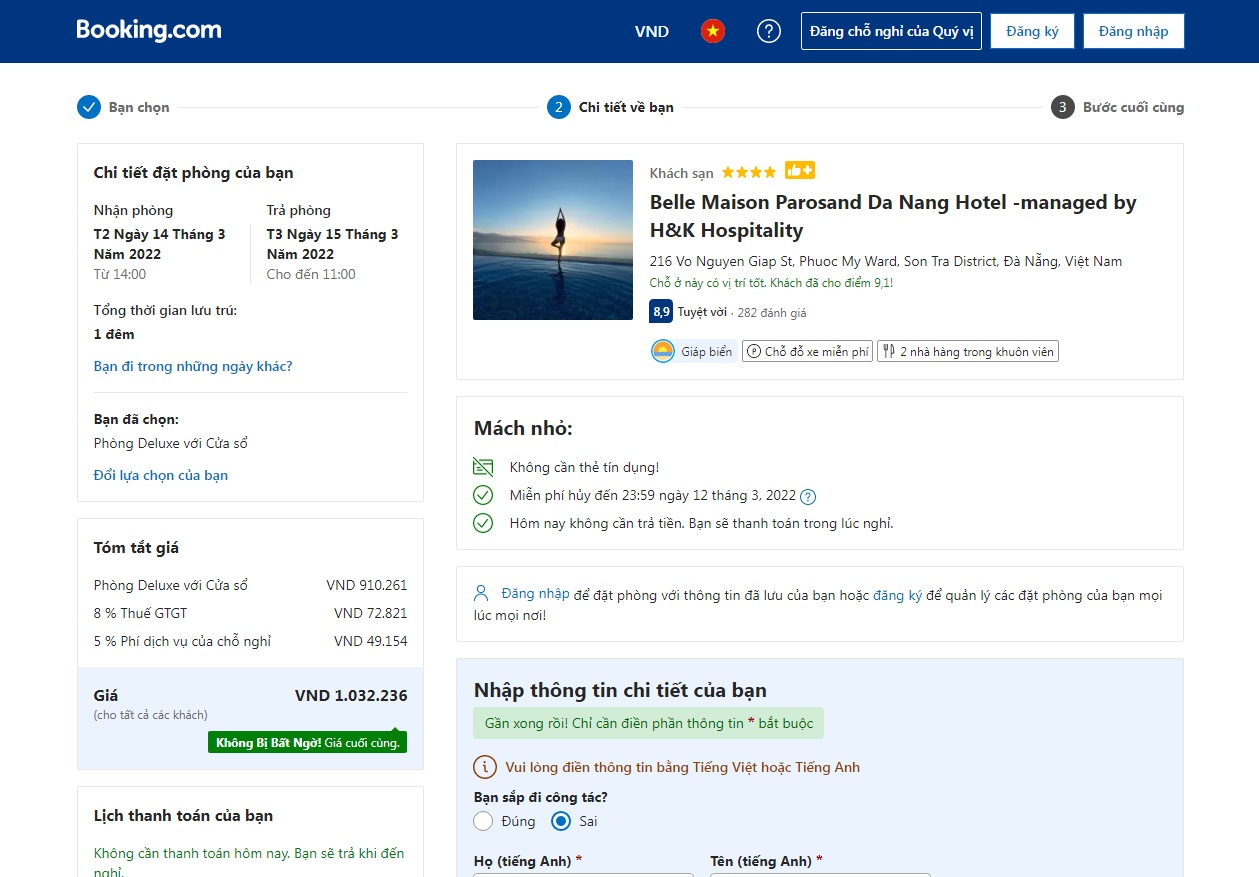 Booking.com
VND
?
Đăng chỗ nghỉ của Quý vị
Đăng ký
Đăng nhập
Bạn chọn
2 Chi tiết về bạn
3 Bước cuối cùng
Chi tiết đặt phòng của bạn
Nhận phòng
T2 Ngày 14 Tháng 3
Năm 2022
Từ 14:00
Trả phòng
T3 Ngày 15 Tháng 3
Năm 2022
Cho đến 11:00
Tổng thời gian lưu trú:
1 đêm
Bạn đi trong những ngày khác?
Bạn đã chọn:
Phòng Deluxe với Cửa sổ
Đổi lựa chọn của bạn
Tóm tắt giá
Phòng Deluxe với Cửa sổ VND 910.261
8 % Thuế GTGT VND 72.821
5 % Phí dịch vụ của chỗ nghỉ VND 49.154
Giá VND 1.032.236
(cho tất cả các khách)
Không Bị Bất Ngờ! Giá cuối cùng.
Lịch thanh toán của bạn
Không cần thanh toán hôm nay. Bạn sẽ trả khi đến
nghỉ.
Khách sạn
Belle Maison Parosand Da Nang Hotel -managed by
H&K Hospitality
216 Vo Nguyen Giap St, Phuoc My Ward, Son Tra District, Đà Nẵng, Việt Nam
Chỗ ở này có vị trí tốt. Khách đã cho điểm 9,1!
8,9 Tuyệt vời · 282 đánh giá
Giáp biển
P Chỗ đỗ xe miễn phí
2 nhà hàng trong khuôn viên
Mách nhỏ:
Không cần thẻ tín dụng!
Miễn phí hủy đến 23:59 ngày 12 tháng 3, 2022 ?
Hôm nay không cần trả tiền. Bạn sẽ thanh toán trong lúc nghỉ.
Đăng nhập để đặt phòng với thông tin đã lưu của bạn hoặc đăng ký để quản lý các đặt phòng của bạn mọi
lúc mọi nơi!
Nhập thông tin chi tiết của bạn
Gần xong rồi! Chỉ cần điền phần thông tin * bắt buộc
Vui lòng điền thông tin bằng Tiếng Việt hoặc Tiếng Anh
Bạn sắp đi công tác?
Đúng
Sai
Họ (tiếng Anh) *
Tên (tiếng Anh) *